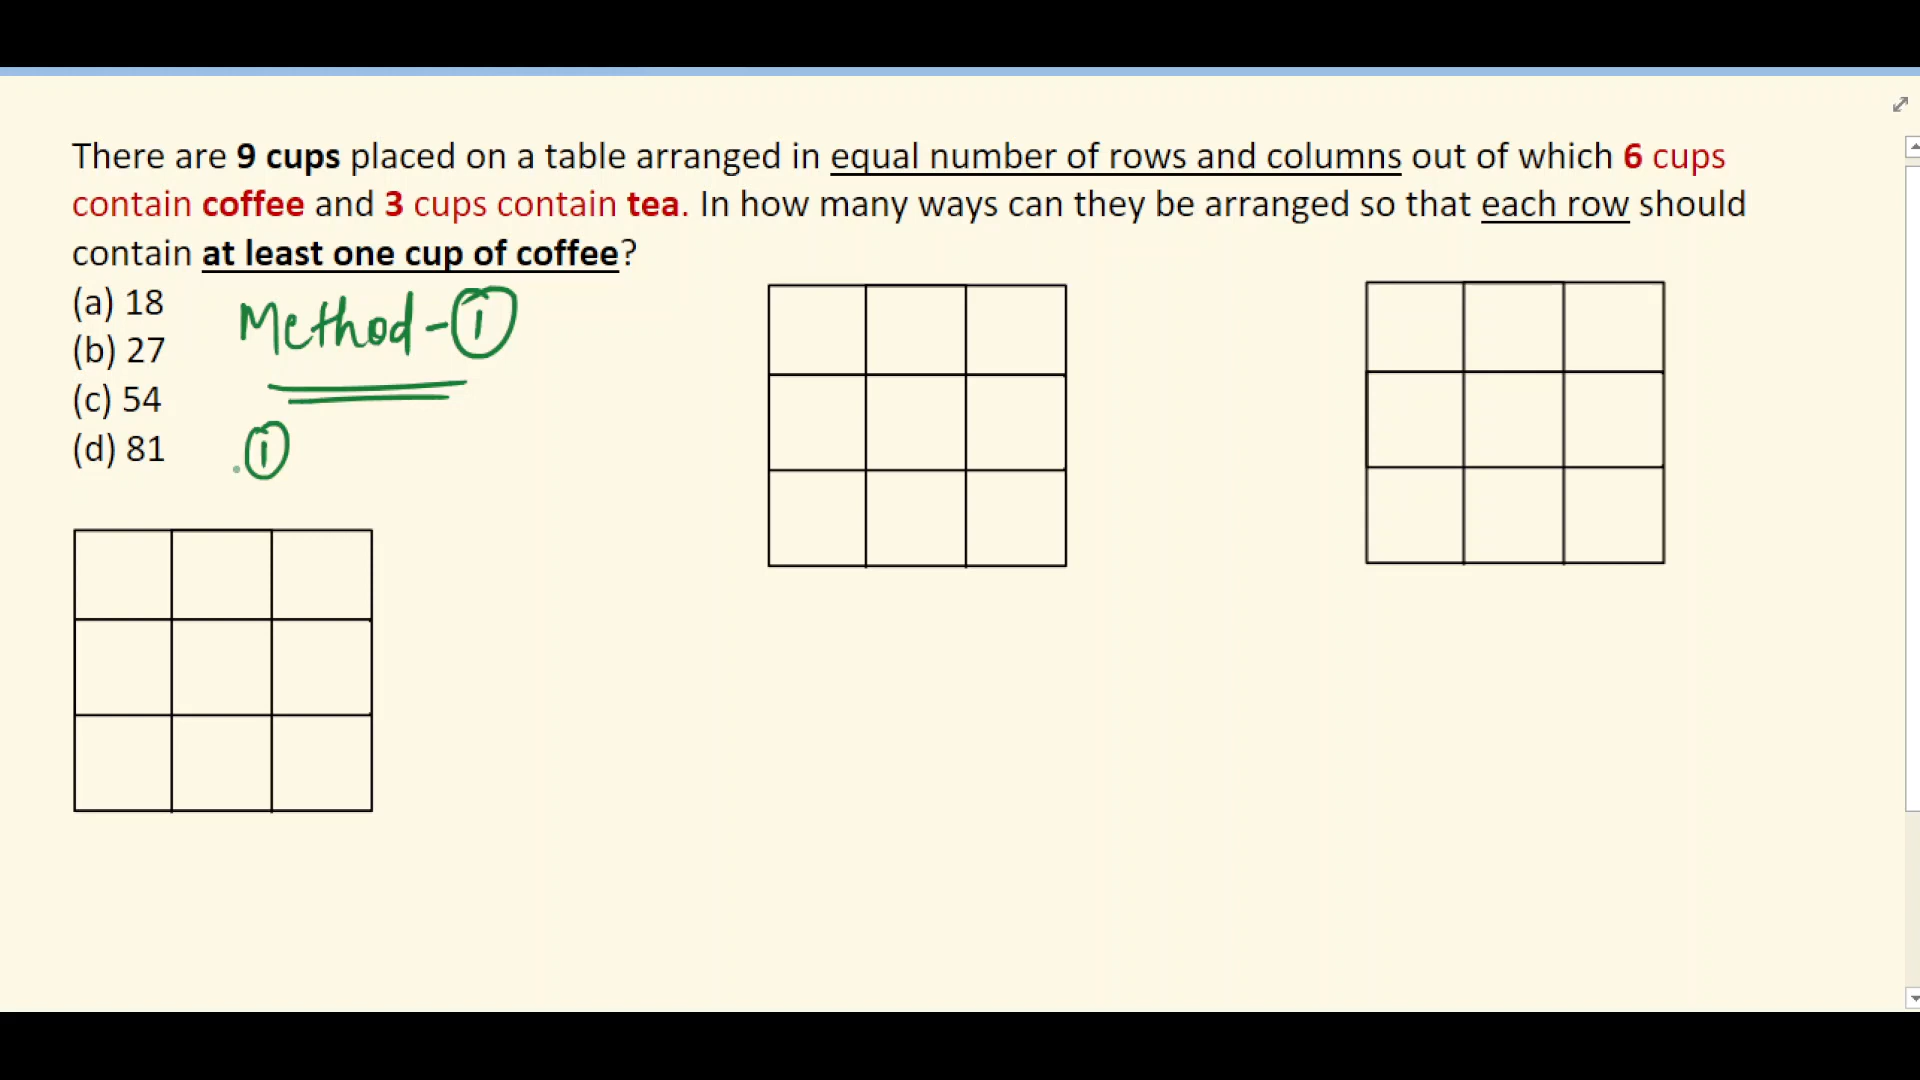 There are 9 cups placed on a table arranged in equal number of rows and columns out of which 6 cups
contain coffee and 3 cups contain tea. In how many ways can they be arranged so that each row should
contain at least one cup of coffee?
(a) 18
(b) 27
(c) 54
(d) 81
Method-①
①